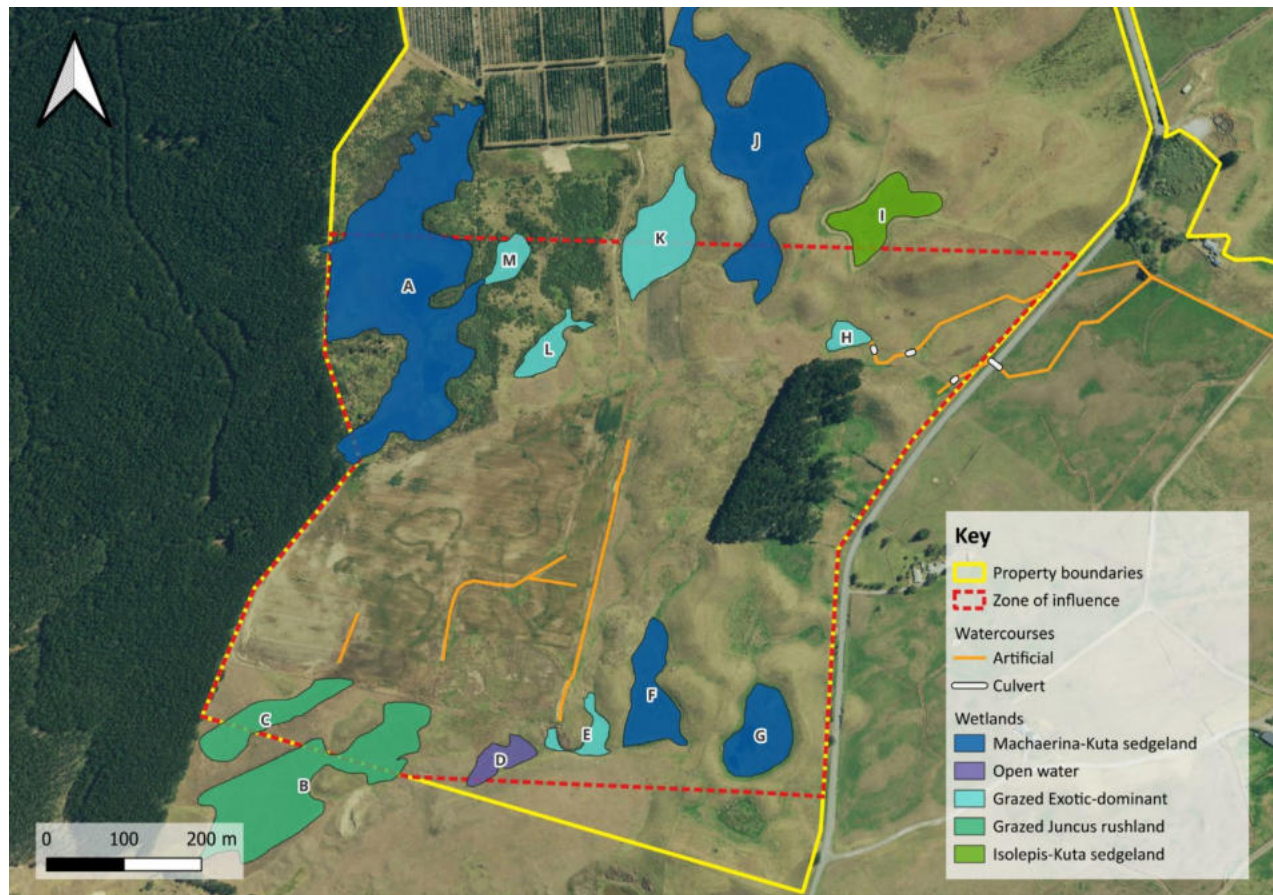 J
I
K
M
A
H
L
Key
Property boundaries
Zone of influence
Watercourses
Artificial
Culvert
Wetlands
Machaerina-Kuta sedgeland
Open water
Grazed Exotic-dominant
Grazed Juncus rushland
Isolepis-Kuta sedgeland
F
C
E
G
D
B
0 100 200 m